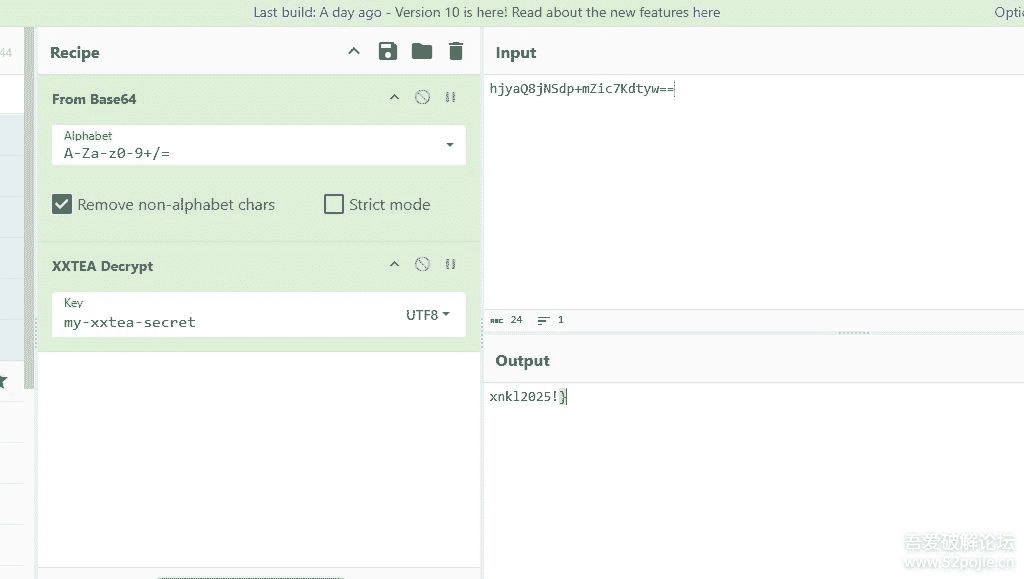 Last build: A day ago - Version 10 is here! Read about the new features here
44
Recipe
From Base64
Alphabet
A-Za-z0-9+/=
Remove non-alphabet chars
Strict mode
XXTEA Decrypt
Key
my-xxtea-secret
UTF8
Input
hjyaQ8jNSdp+mZic7Kdtyw==
24
1
Output
xnkl2025!}
吾爱破解论坛
www.52pojie.cn